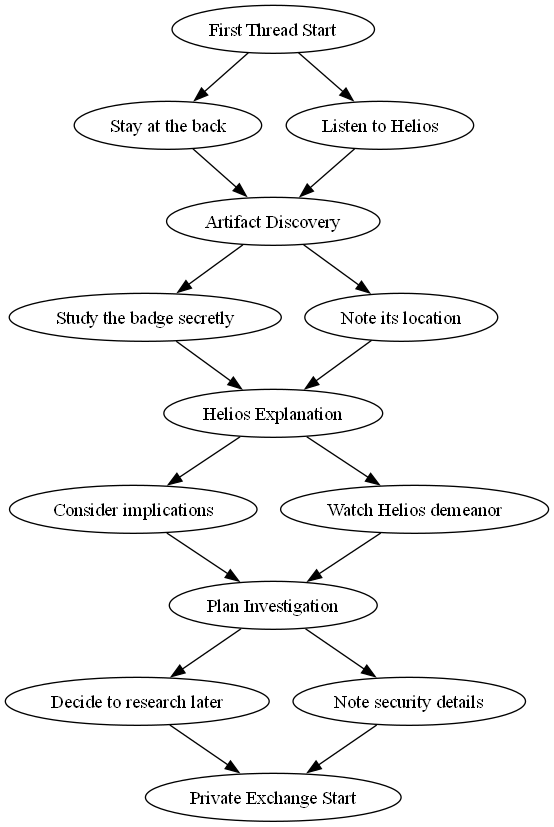 First Thread Start
Stay at the back
Listen to Helios
Artifact Discovery
Study the badge secretly
Note its location
Helios Explanation
Consider implications
Watch Helios demeanor
Plan Investigation
Decide to research later
Note security details
Private Exchange Start